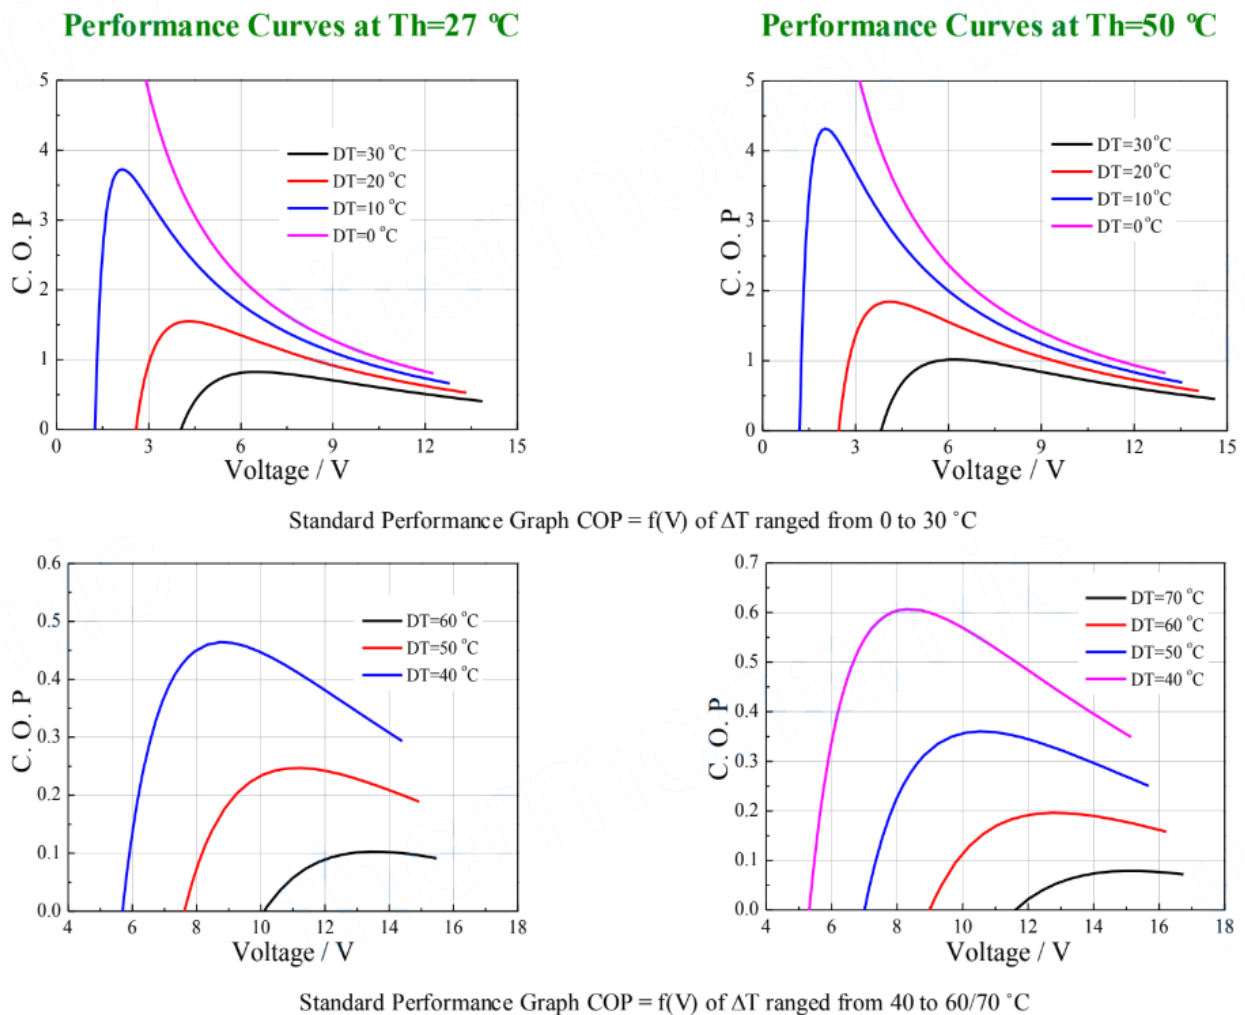 Performance Curves at Th=27 ℃
Performance Curves at Th=50 ℃
5
4
3
2
1
0
C. O. P
DT=30 °C
DT=20 °C
DT=10 °C
DT=0 °C
0 3 6 9 12 15
Voltage / V
5
4
3
2
1
0
C. O. P
DT=30°C
DT=20°C
DT=10°C
DT=0°C
0 3 6 9 12 15
Voltage / V
Standard Performance Graph COP = f(V) of ΔT ranged from 0 to 30 ˚C
0.6
0.5
0.4
0.3
0.2
0.1
0.0
C. O. P
DT=60 °C
DT=50 °C
DT=40 °C
4 6 8 10 12 14 16 18
Voltage / V
0.7
0.6
0.5
0.4
0.3
0.2
0.1
0.0
C. O. P
DT=70 °C
DT=60 °C
DT=50 °C
DT=40 °C
4 6 8 10 12 14 16 18
Voltage / V
Standard Performance Graph COP = f(V) of ΔT ranged from 40 to 60/70 ˚C